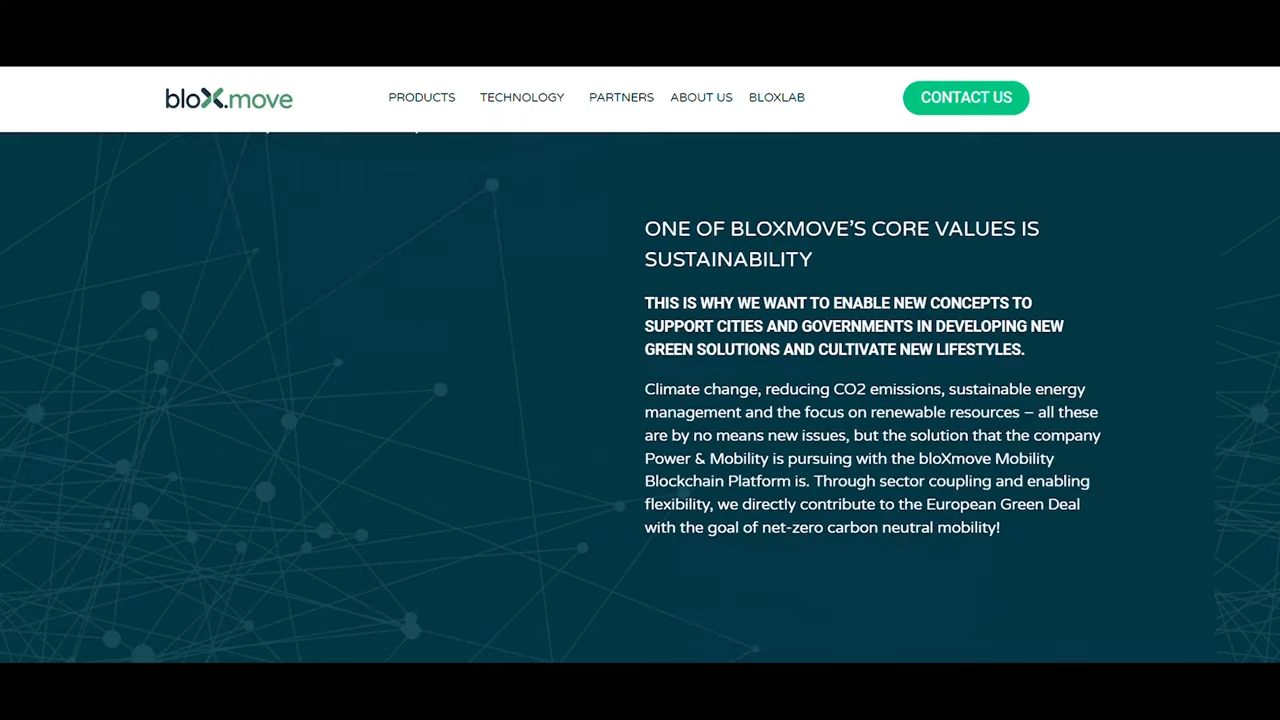 bloX.move
PRODUCTS
TECHNOLOGY
PARTNERS
ABOUT US
BLOXLAB
CONTACT US
ONE OF BLOXMOVE’S CORE VALUES IS
SUSTAINABILITY
THIS IS WHY WE WANT TO ENABLE NEW CONCEPTS TO
SUPPORT CITIES AND GOVERNMENTS IN DEVELOPING NEW
GREEN SOLUTIONS AND CULTIVATE NEW LIFESTYLES.
Climate change, reducing CO2 emissions, sustainable energy
management and the focus on renewable resources – all these
are by no means new issues, but the solution that the company
Power & Mobility is pursuing with the bloXmove Mobility
Blockchain Platform is. Through sector coupling and enabling
flexibility, we directly contribute to the European Green Deal
with the goal of net-zero carbon neutral mobility!